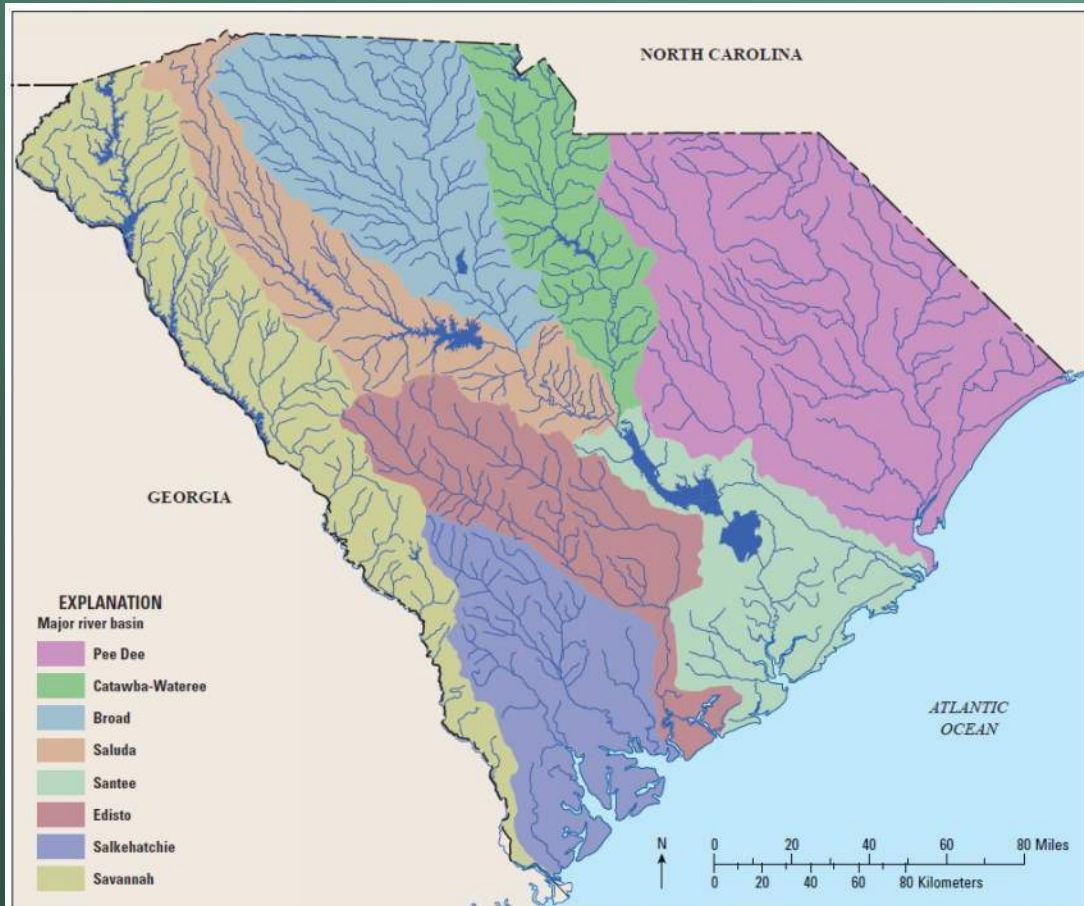 NORTH CAROLINA
GEORGIA
EXPLANATION
Major river basin
Pee Dee
Catawba-Wateree
Broad
Saluda
Santee
Edisto
Salkehatchie
Savannah
ATLANTIC
OCEAN
N
0 20 40 60 80 Miles
0 20 40 60 80 Kilometers